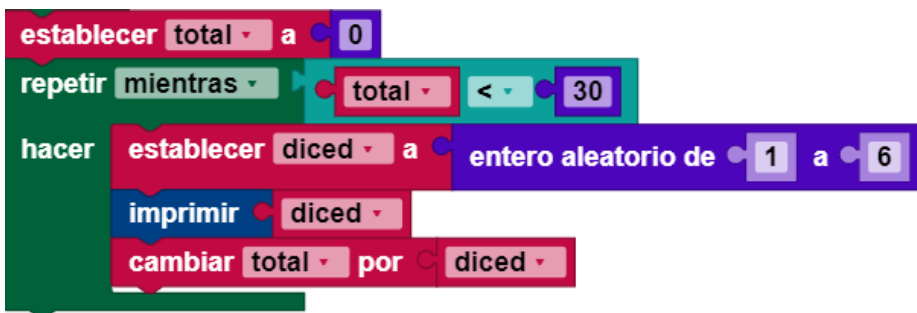 establecer total a 0
repetir mientras total < 30
hacer establecer diced a entero aleatorio de 1 a 6
imprimir diced
cambiar total por diced